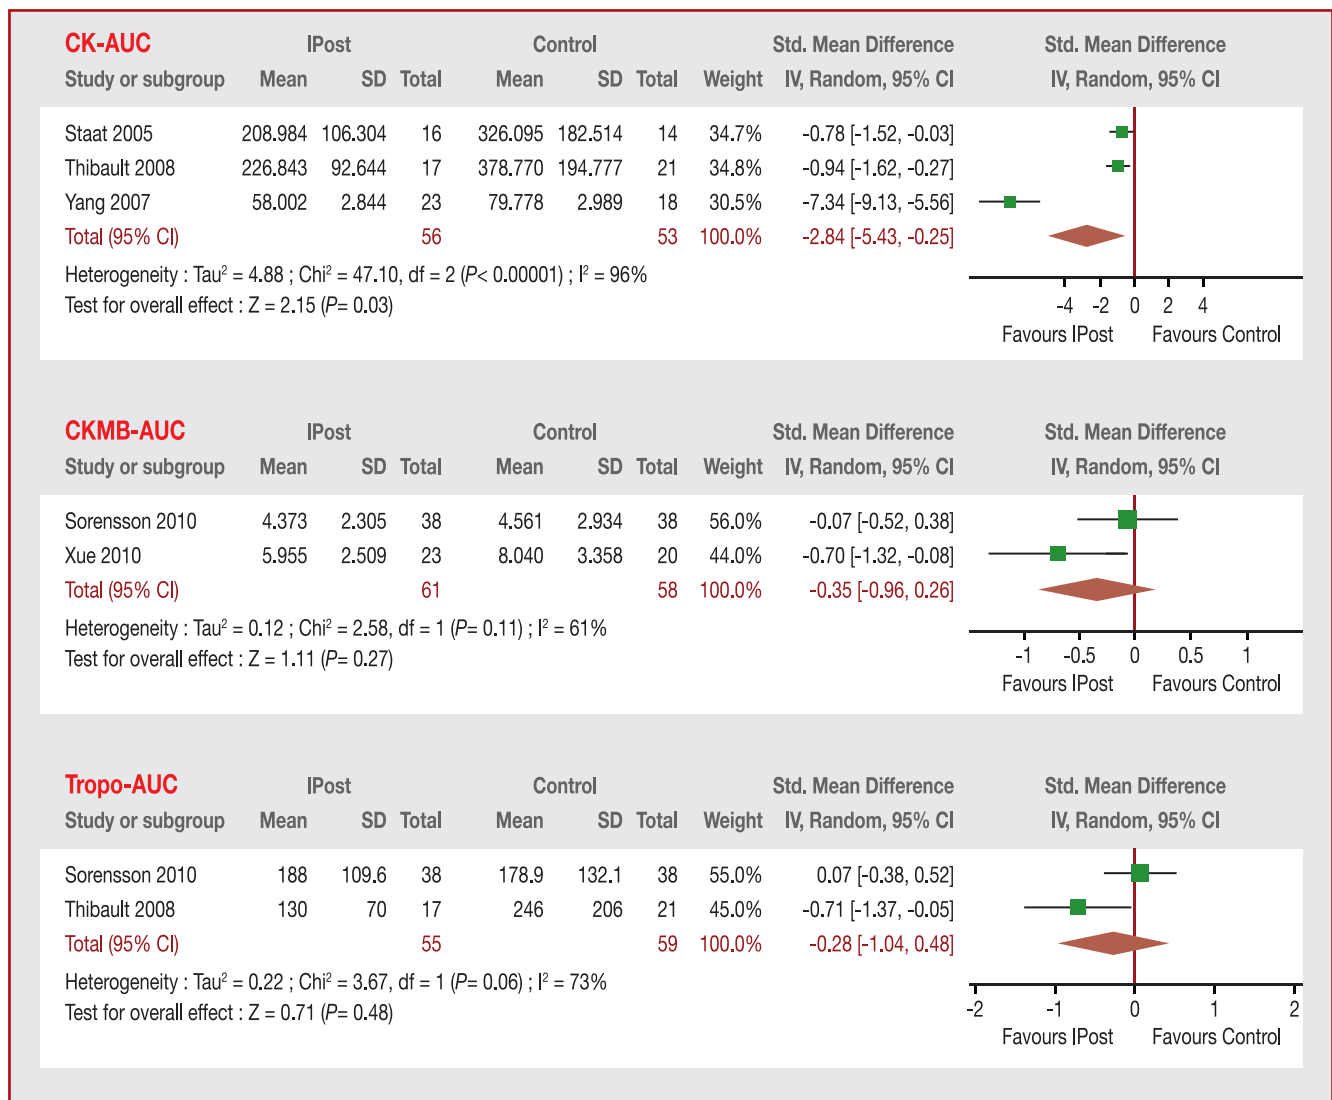 CK-AUC IPost Control Std. Mean Difference Std. Mean Difference
Study or subgroup Mean SD Total Mean SD Total Weight IV, Random, 95% CI IV, Random, 95% CI
Staat 2005 208.984 106.304 16 326.095 182.514 14 34.7% -0.78 [-1.52, -0.03]
Thibault 2008 226.843 92.644 17 378.770 194.777 21 34.8% -0.94 [-1.62, -0.27]
Yang 2007 58.002 2.844 23 79.778 2.989 18 30.5% -7.34 [-9.13, -5.56]
Total (95% CI) 56 53 100.0% -2.84 [-5.43, -0.25]
Heterogeneity : Tau² = 4.88 ; Chi² = 47.10, df = 2 (P< 0.00001) ; I² = 96%
Test for overall effect : Z = 2.15 (P= 0.03)
-4 -2 0 2 4
Favours IPost Favours Control
CKMB-AUC IPost Control Std. Mean Difference Std. Mean Difference
Study or subgroup Mean SD Total Mean SD Total Weight IV, Random, 95% CI IV, Random, 95% CI
Sorensson 2010 4.373 2.305 38 4.561 2.934 38 56.0% -0.07 [-0.52, 0.38]
Xue 2010 5.955 2.509 23 8.040 3.358 20 44.0% -0.70 [-1.32, -0.08]
Total (95% CI) 61 58 100.0% -0.35 [-0.96, 0.26]
Heterogeneity : Tau² = 0.12 ; Chi² = 2.58, df = 1 (P= 0.11) ; I² = 61%
Test for overall effect : Z = 1.11 (P= 0.27)
-1 -0.5 0 0.5 1
Favours IPost Favours Control
Tropo-AUC IPost Control Std. Mean Difference Std. Mean Difference
Study or subgroup Mean SD Total Mean SD Total Weight IV, Random, 95% CI IV, Random, 95% CI
Sorensson 2010 188 109.6 38 178.9 132.1 38 55.0% 0.07 [-0.38, 0.52]
Thibault 2008 130 70 17 246 206 21 45.0% -0.71 [-1.37, -0.05]
Total (95% CI) 55 59 100.0% -0.28 [-1.04, 0.48]
Heterogeneity : Tau² = 0.22 ; Chi² = 3.67, df = 1 (P= 0.06) ; I² = 73%
Test for overall effect : Z = 0.71 (P= 0.48)
-2 -1 0 1 2
Favours IPost Favours Control